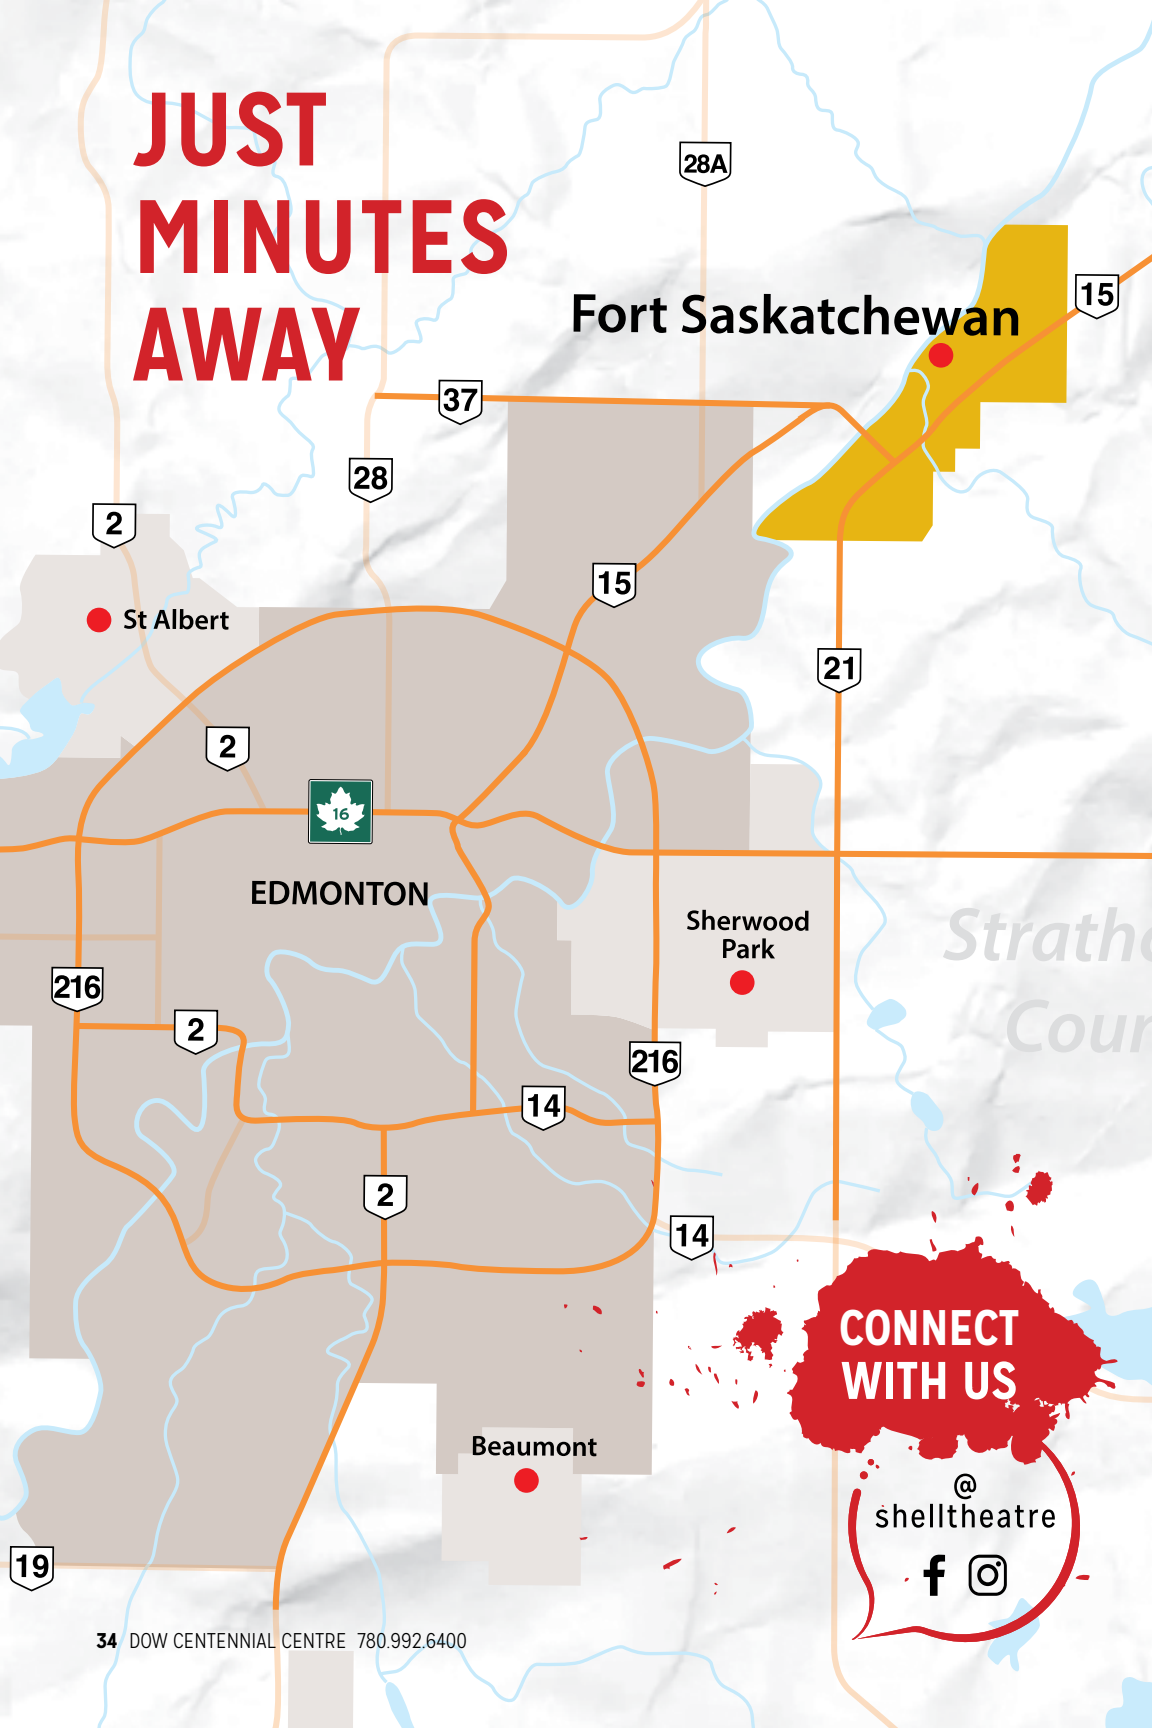 JUST
MINUTES
AWAY
28A
15
Fort Saskatchewan
37
28
2
15
St Albert
21
2
16
EDMONTON
Sherwood
Park
Stratho
Coun
216
2
216
14
2
14
CONNECT
WITH US
Beaumont
@
shelltheatre
19
34 DOW CENTENNIAL CENTRE 780.992.6400